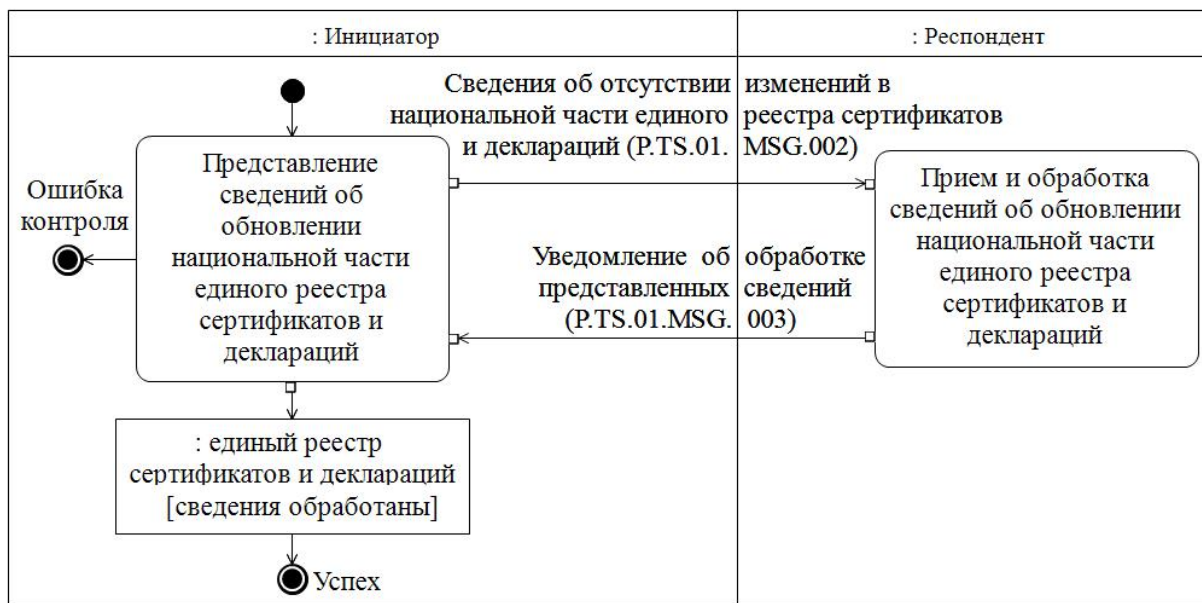 : Инициатор
: Респондент
Сведения об отсутствии изменений в
национальной части единого реестра сертификатов
и деклараций (P.TS.01. MSG.002)
Представление
сведений об
обновлении
национальной части
единого реестра
сертификатов и
деклараций
Ошибка
контроля
Прием и обработка
сведений об обновлении
национальной части
единого реестра
сертификатов и
деклараций
Уведомление об обработке
представленных сведений
(P.TS.01.MSG. 003)
: единый реестр
сертификатов и деклараций
[сведения обработаны]
Успех